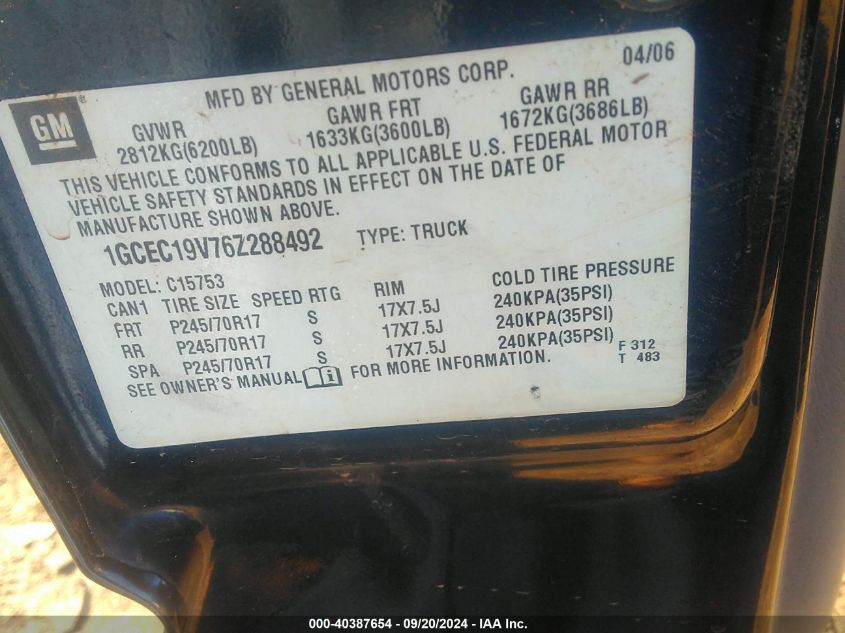 04/06
MFD BY GENERAL MOTORS CORP.
GM ®
GVWR GAWR FRT GAWR RR
2812KG(6200LB) 1633KG(3600LB) 1672KG(3686LB)
THIS VEHICLE CONFORMS TO ALL APPLICABLE U.S. FEDERAL MOTOR
VEHICLE SAFETY STANDARDS IN EFFECT ON THE DATE OF
MANUFACTURE SHOWN ABOVE.
1GCEC19V76Z288492 TYPE: TRUCK
MODEL: C15753
CAN1 TIRE SIZE SPEED RTG RIM COLD TIRE PRESSURE
FRT P245/70R17 S 17X7.5J 240KPA(35PSI)
RR P245/70R17 S 17X7.5J 240KPA(35PSI)
SPA P245/70R17 S 17X7.5J 240KPA(35PSI)
SEE OWNER'S MANUAL i FOR MORE INFORMATION.
F 312
T 483
000-40387654 - 09/20/2024 - IAA Inc.